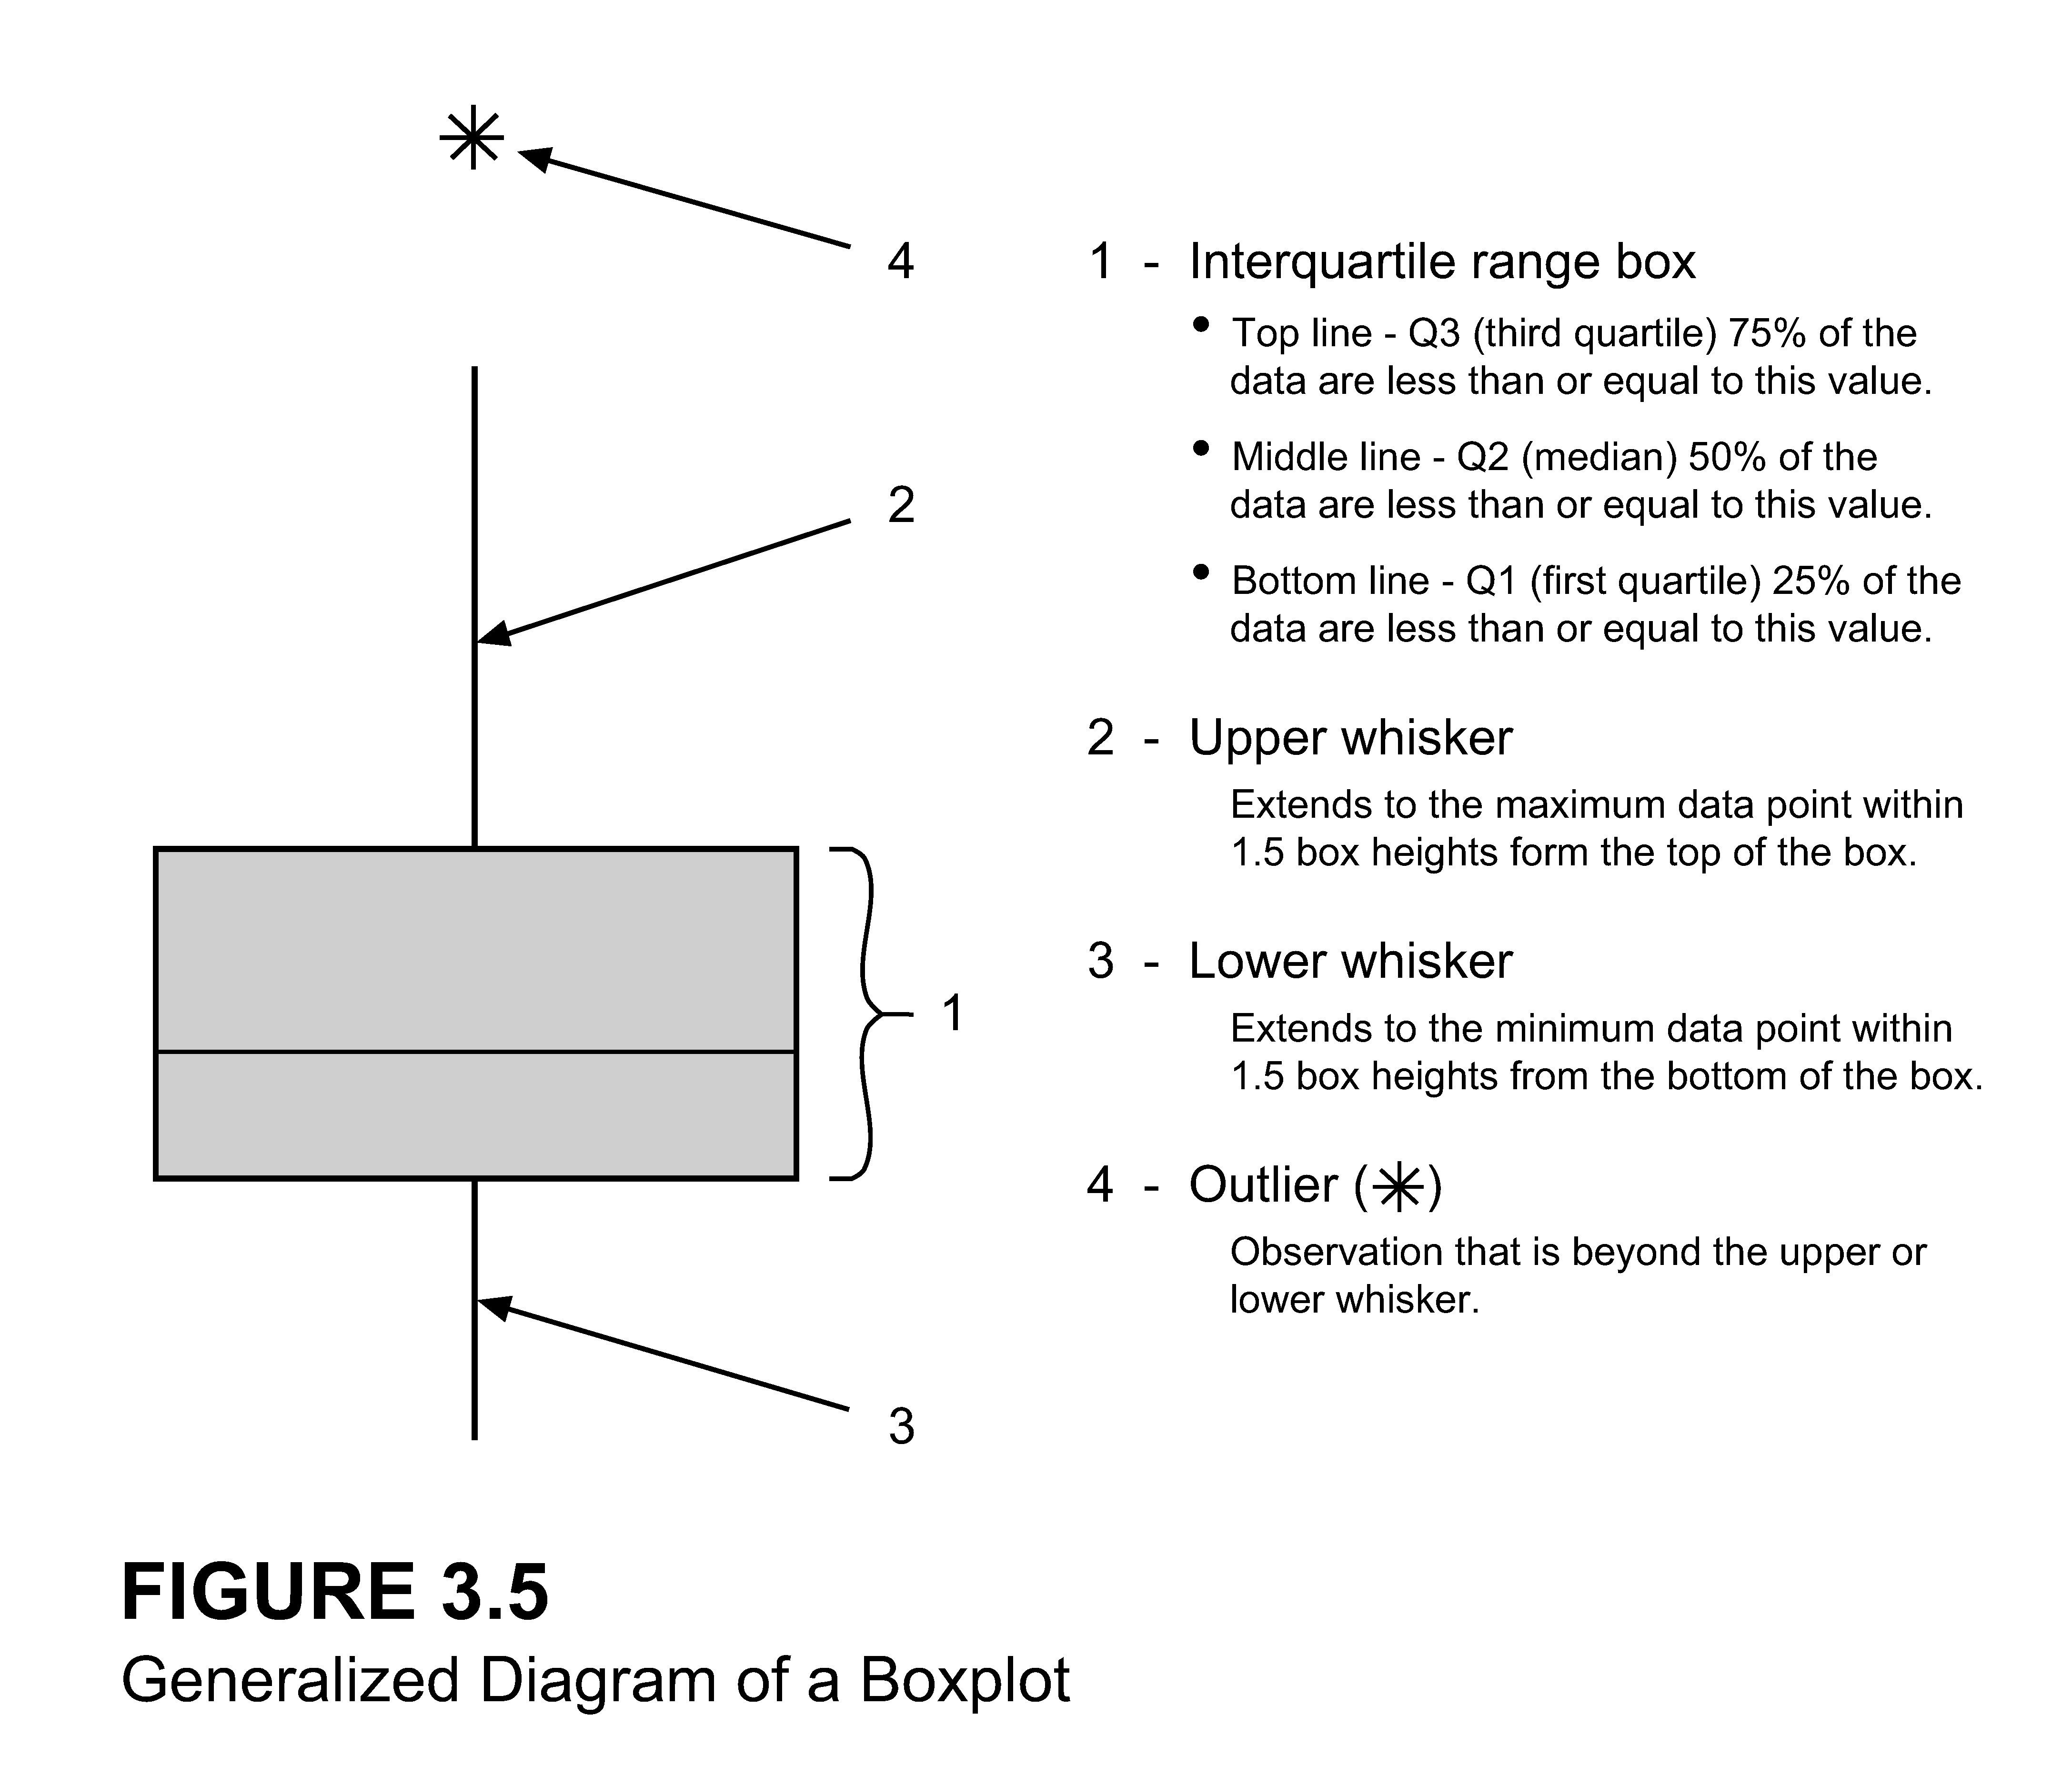 4
2
1
3
1 - Interquartile range box
• Top line - Q3 (third quartile) 75% of the
data are less than or equal to this value.
• Middle line - Q2 (median) 50% of the
data are less than or equal to this value.
• Bottom line - Q1 (first quartile) 25% of the
data are less than or equal to this value.
2 - Upper whisker
Extends to the maximum data point within
1.5 box heights form the top of the box.
3 - Lower whisker
Extends to the minimum data point within
1.5 box heights from the bottom of the box.
4 - Outlier (✳)
Observation that is beyond the upper or
lower whisker.
FIGURE 3.5
Generalized Diagram of a Boxplot